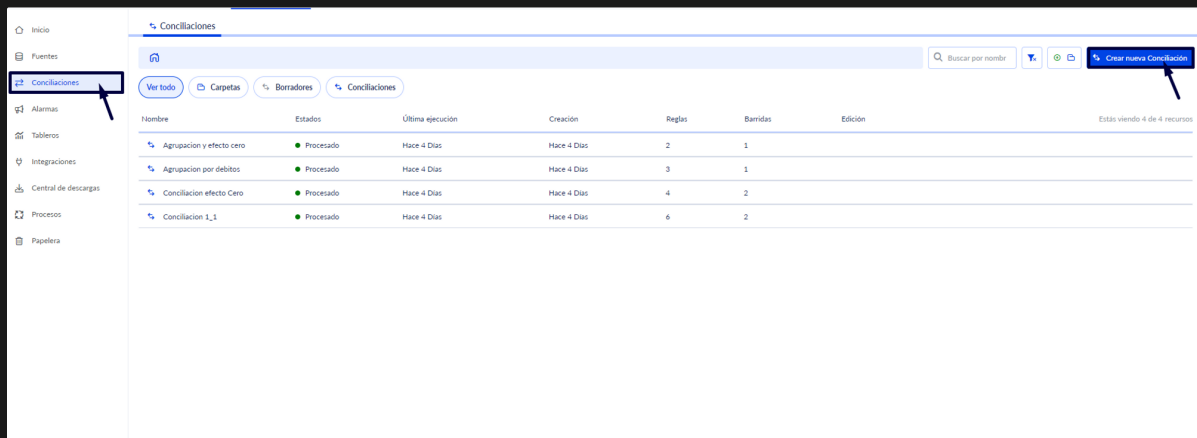 Inicio
Fuentes
Conciliaciones
Alarmas
Tableros
Integraciones
Central de descargas
Procesos
Papelera
Conciliaciones
Buscar por nombr
Crear nueva Conciliación
Ver todo Carpetas Borradores Conciliaciones
Nombre Estados Última ejecución Creación Reglas Barridas Edición Estás viendo 4 de 4 recursos
Agrupacion y efecto cero Procesado Hace 4 Días Hace 4 Días 2 1
Agrupacion por debitos Procesado Hace 4 Días Hace 4 Días 3 1
Conciliacion efecto Cero Procesado Hace 4 Días Hace 4 Días 4 2
Conciliacion 1_1 Procesado Hace 4 Días Hace 4 Días 6 2